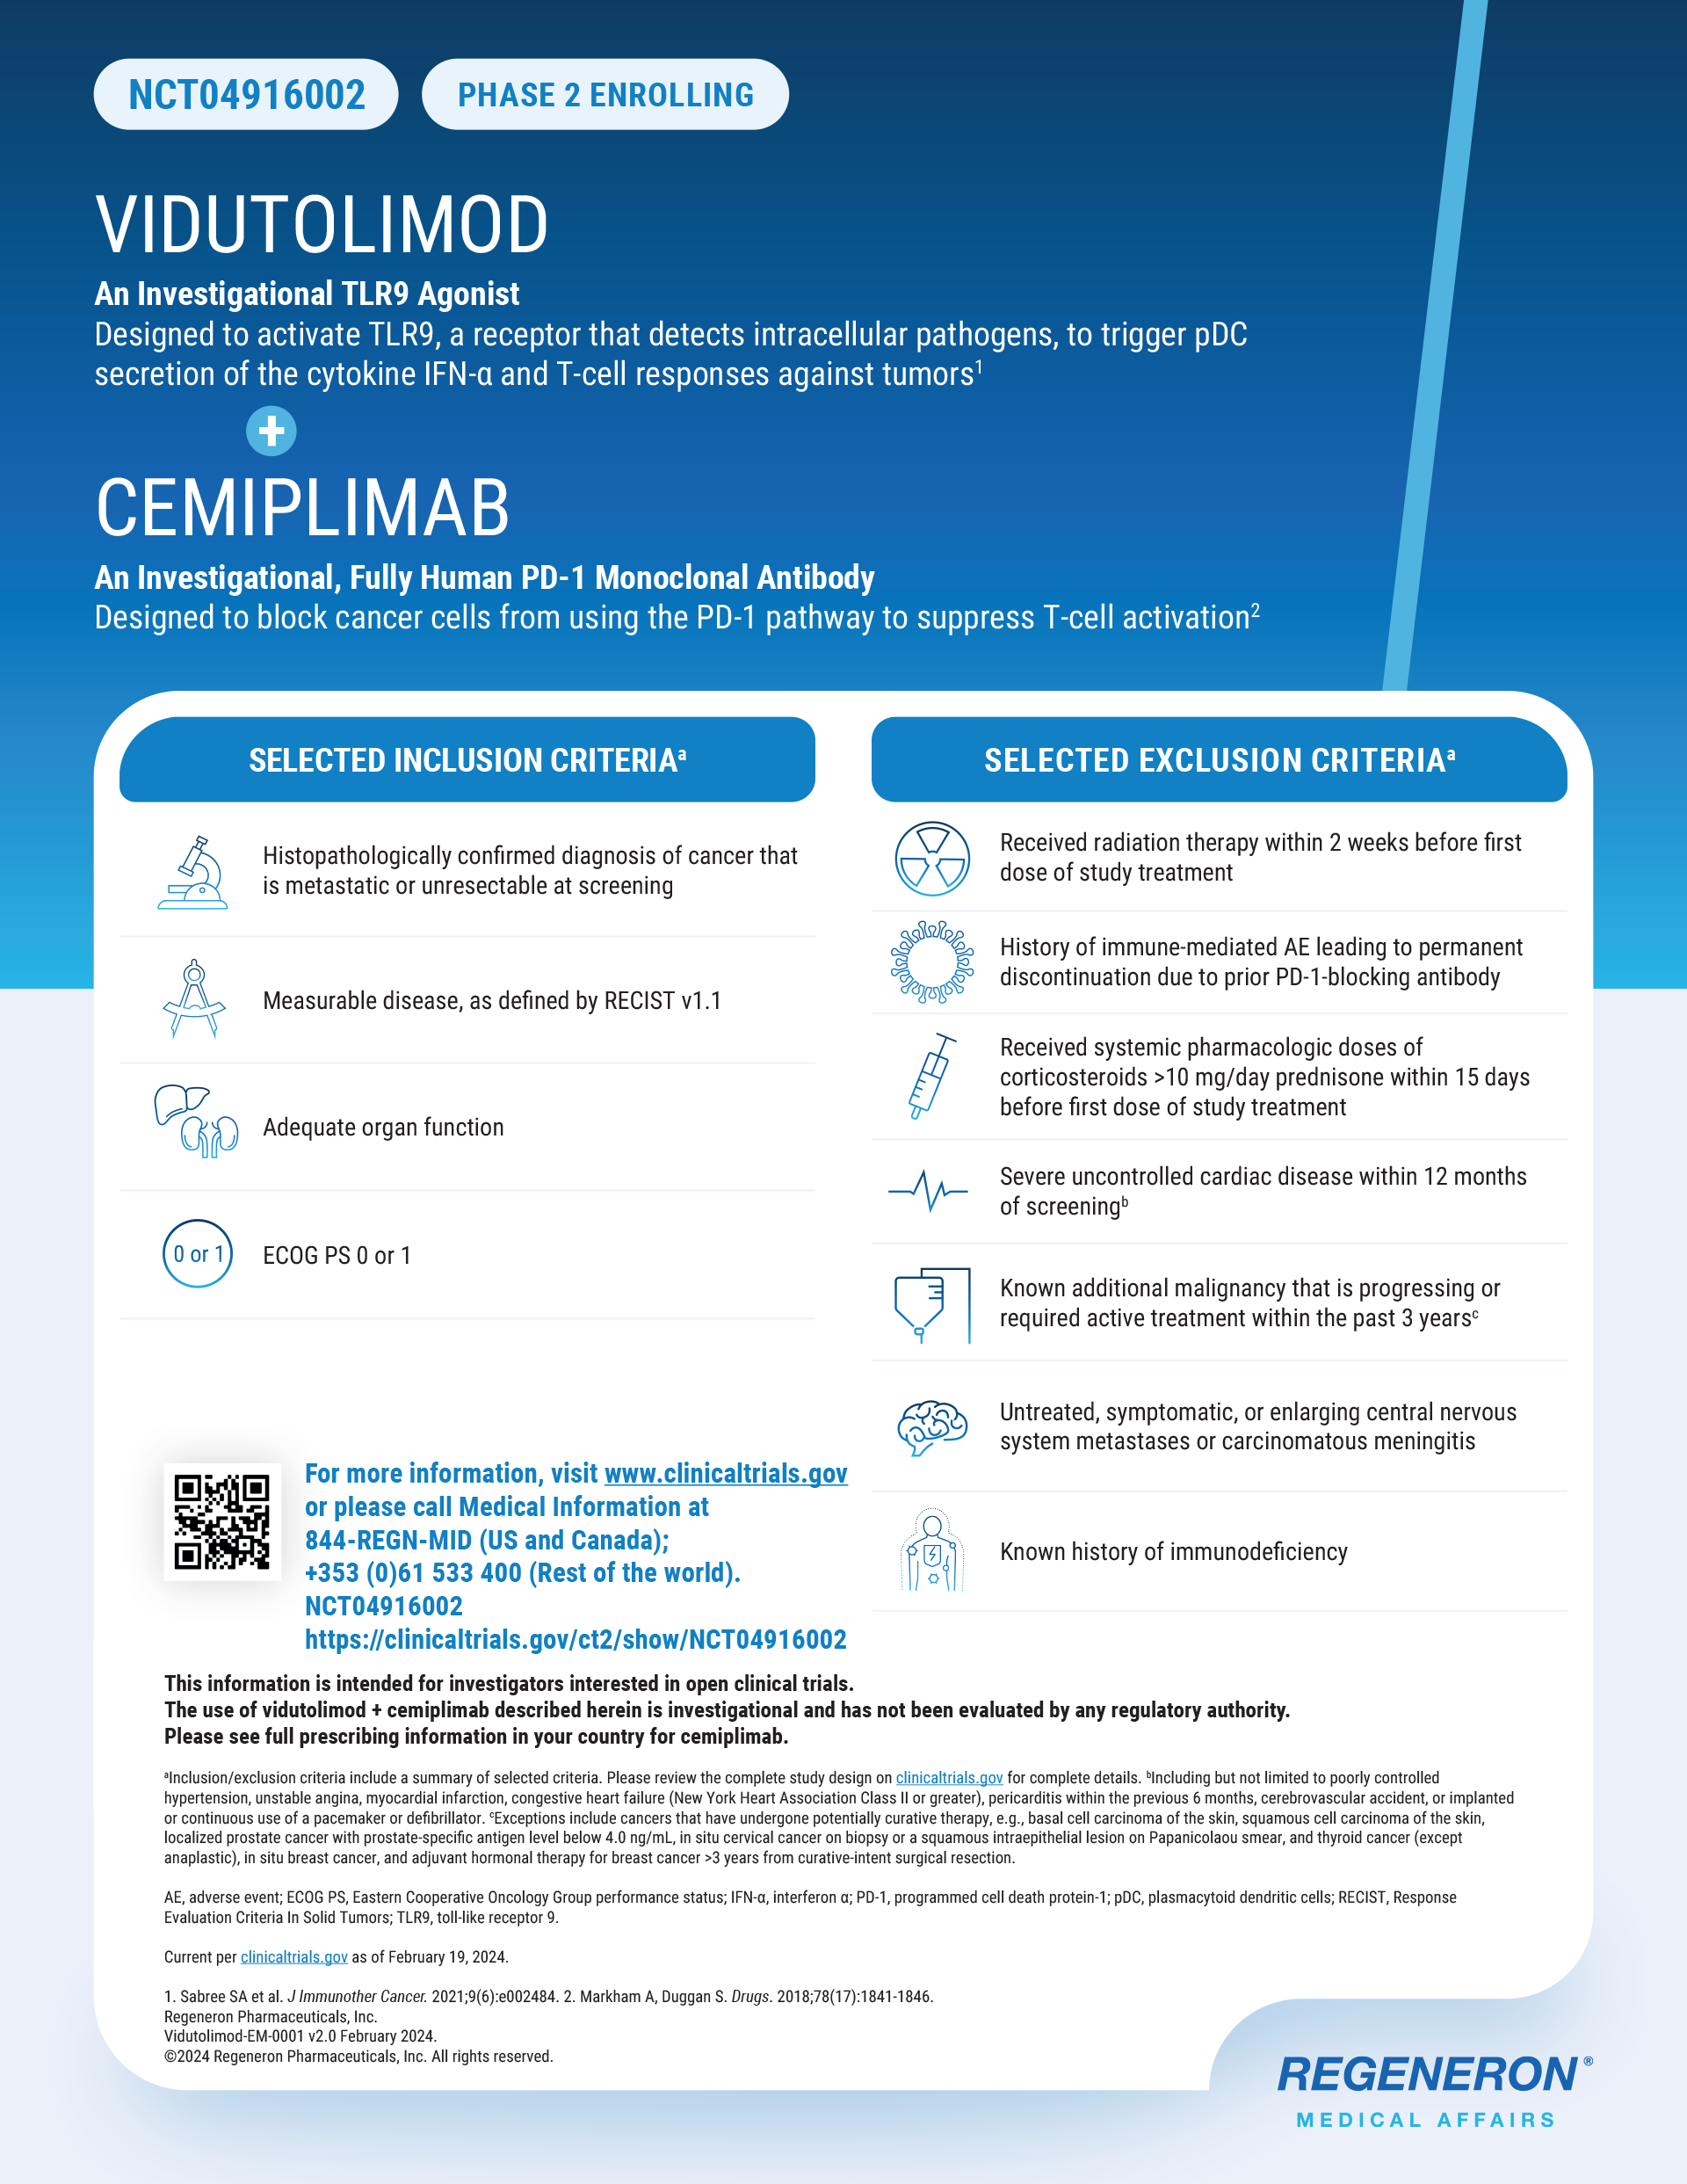 NCT04916002
PHASE 2 ENROLLING
VIDUTOLIMOD
An Investigational TLR9 Agonist
Designed to activate TLR9, a receptor that detects intracellular pathogens, to trigger pDC
secretion of the cytokine IFN-α and T-cell responses against tumors¹
+
CEMIPLIMAB
An Investigational, Fully Human PD-1 Monoclonal Antibody
Designed to block cancer cells from using the PD-1 pathway to suppress T-cell activation²
SELECTED INCLUSION CRITERIAᵃ
Histopathologically confirmed diagnosis of cancer that
is metastatic or unresectable at screening
Measurable disease, as defined by RECIST v1.1
Adequate organ function
0 or 1
ECOG PS 0 or 1
SELECTED EXCLUSION CRITERIAᵃ
Received radiation therapy within 2 weeks before first
dose of study treatment
History of immune-mediated AE leading to permanent
discontinuation due to prior PD-1-blocking antibody
Received systemic pharmacologic doses of
corticosteroids >10 mg/day prednisone within 15 days
before first dose of study treatment
Severe uncontrolled cardiac disease within 12 months
of screeningᵇ
Known additional malignancy that is progressing or
required active treatment within the past 3 yearsᶜ
Untreated, symptomatic, or enlarging central nervous
system metastases or carcinomatous meningitis
Known history of immunodeficiency
For more information, visit www.clinicaltrials.gov
or please call Medical Information at
844-REGN-MID (US and Canada);
+353 (0)61 533 400 (Rest of the world).
NCT04916002
https://clinicaltrials.gov/ct2/show/NCT04916002
This information is intended for investigators interested in open clinical trials.
The use of vidutolimod + cemiplimab described herein is investigational and has not been evaluated by any regulatory authority.
Please see full prescribing information in your country for cemiplimab.
ᵃInclusion/exclusion criteria include a summary of selected criteria. Please review the complete study design on clinicaltrials.gov for complete details. ᵇIncluding but not limited to poorly controlled
hypertension, unstable angina, myocardial infarction, congestive heart failure (New York Heart Association Class II or greater), pericarditis within the previous 6 months, cerebrovascular accident, or implanted
or continuous use of a pacemaker or defibrillator. ᶜExceptions include cancers that have undergone potentially curative therapy, e.g., basal cell carcinoma of the skin, squamous cell carcinoma of the skin,
localized prostate cancer with prostate-specific antigen level below 4.0 ng/mL, in situ cervical cancer on biopsy or a squamous intraepithelial lesion on Papanicolaou smear, and thyroid cancer (except
anaplastic), in situ breast cancer, and adjuvant hormonal therapy for breast cancer >3 years from curative-intent surgical resection.
AE, adverse event; ECOG PS, Eastern Cooperative Oncology Group performance status; IFN-α, interferon α; PD-1, programmed cell death protein-1; pDC, plasmacytoid dendritic cells; RECIST, Response
Evaluation Criteria In Solid Tumors; TLR9, toll-like receptor 9.
Current per clinicaltrials.gov as of February 19, 2024.
1. Sabree SA et al. J Immunother Cancer. 2021;9(6):e002484. 2. Markham A, Duggan S. Drugs. 2018;78(17):1841-1846.
Regeneron Pharmaceuticals, Inc.
Vidutolimod-EM-0001 v2.0 February 2024.
©2024 Regeneron Pharmaceuticals, Inc. All rights reserved.
REGENERON®
MEDICAL AFFAIRS